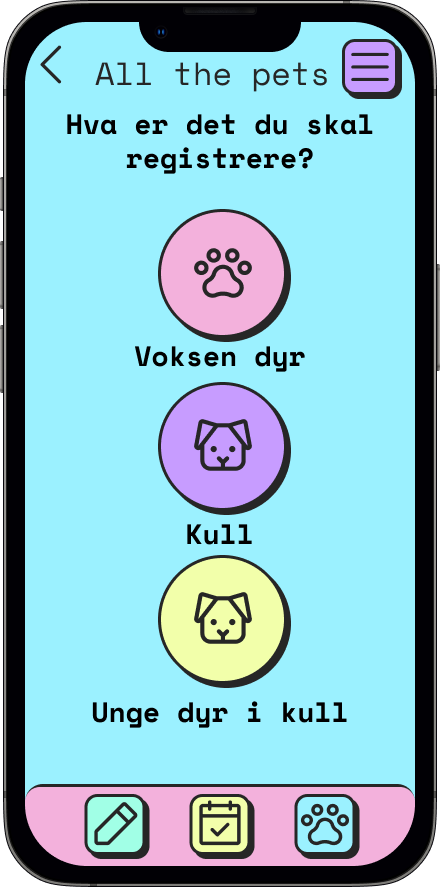 All the pets
Hva er det du skal
registrere?
Voksen dyr
Kull
Unge dyr i kull